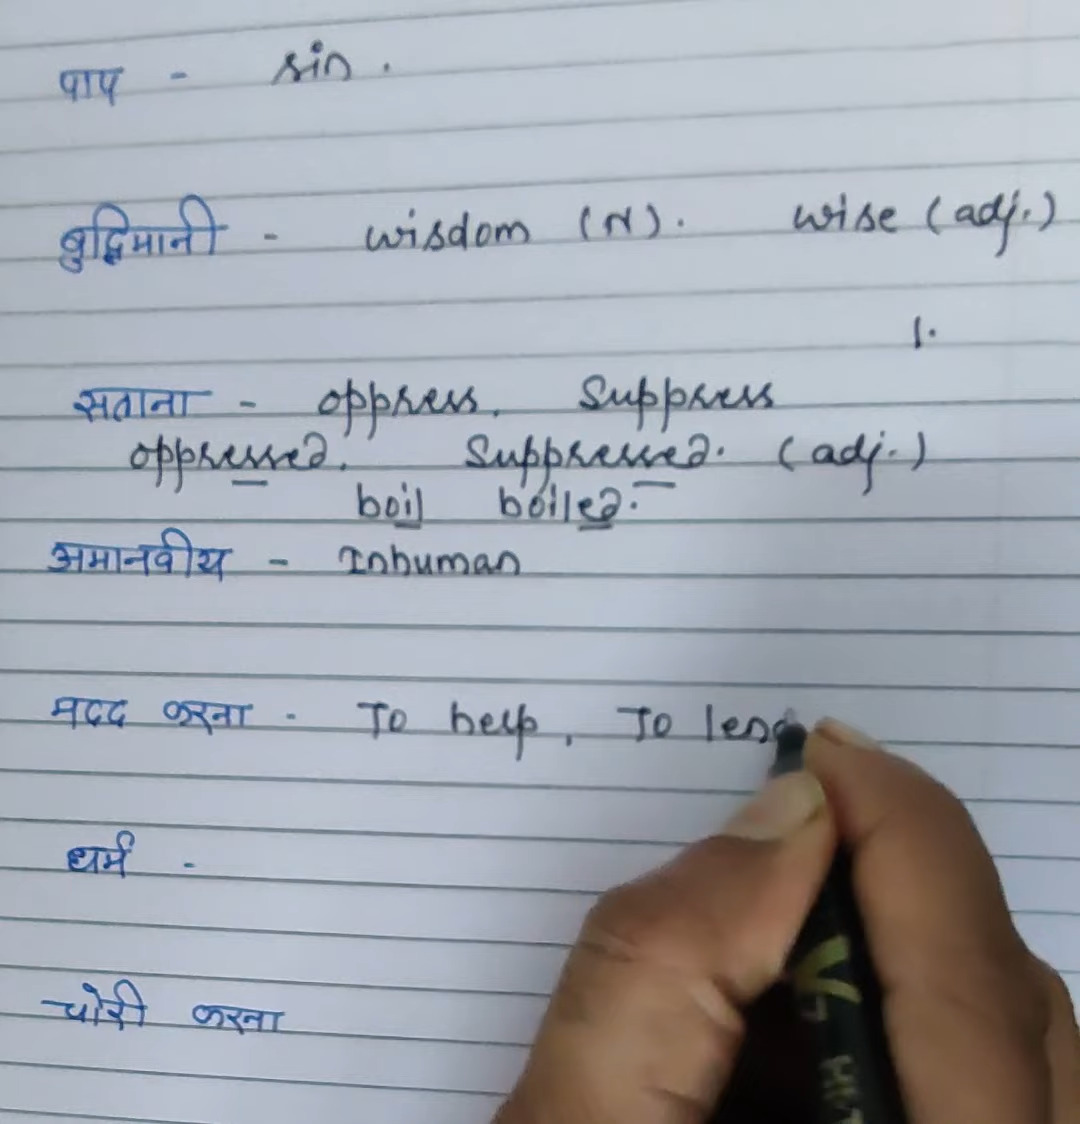 पाप - sin .
बुद्धिमानी - wisdom (N). wise (adj.)
1.
सताना - oppress. Suppress
oppressed. Suppressed. (adj.)
boil boiled.
अमानवीय - Inhuman
मदद करना - To help, To lend
धर्म -
चोरी करना
V7